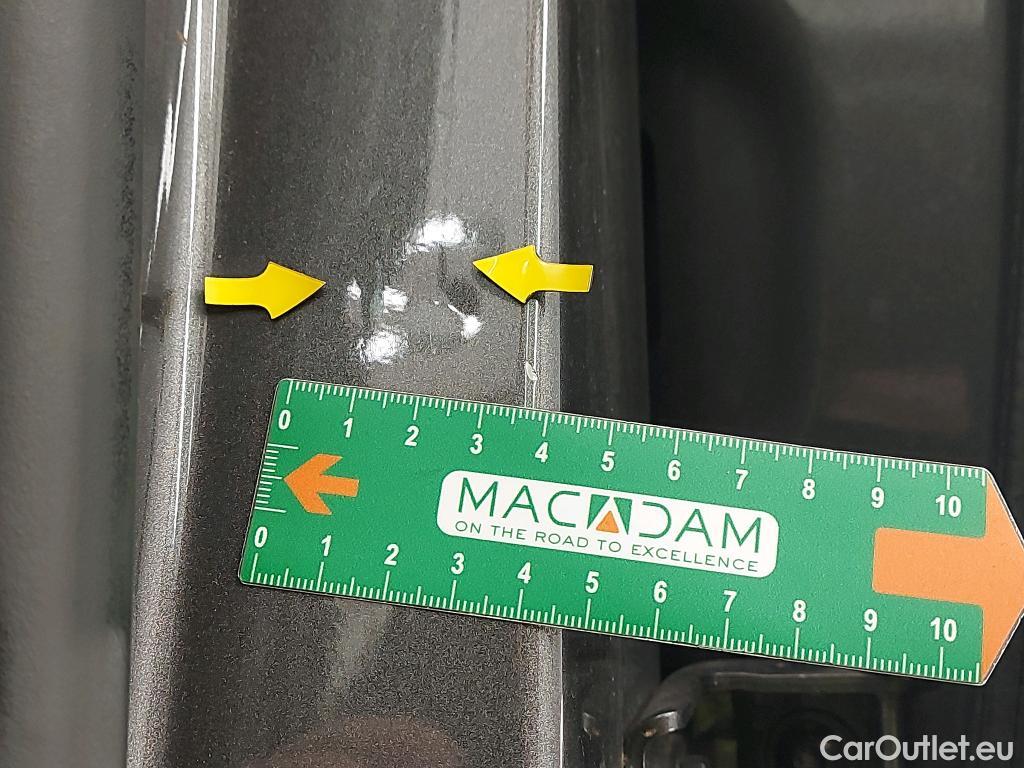 0 1 2 3 4 5 6 7 8 9 10
MACADAM
ON THE ROAD TO EXCELLENCE
0 1 2 3 4 5 6 7 8 9 10
CarOutlet.eu